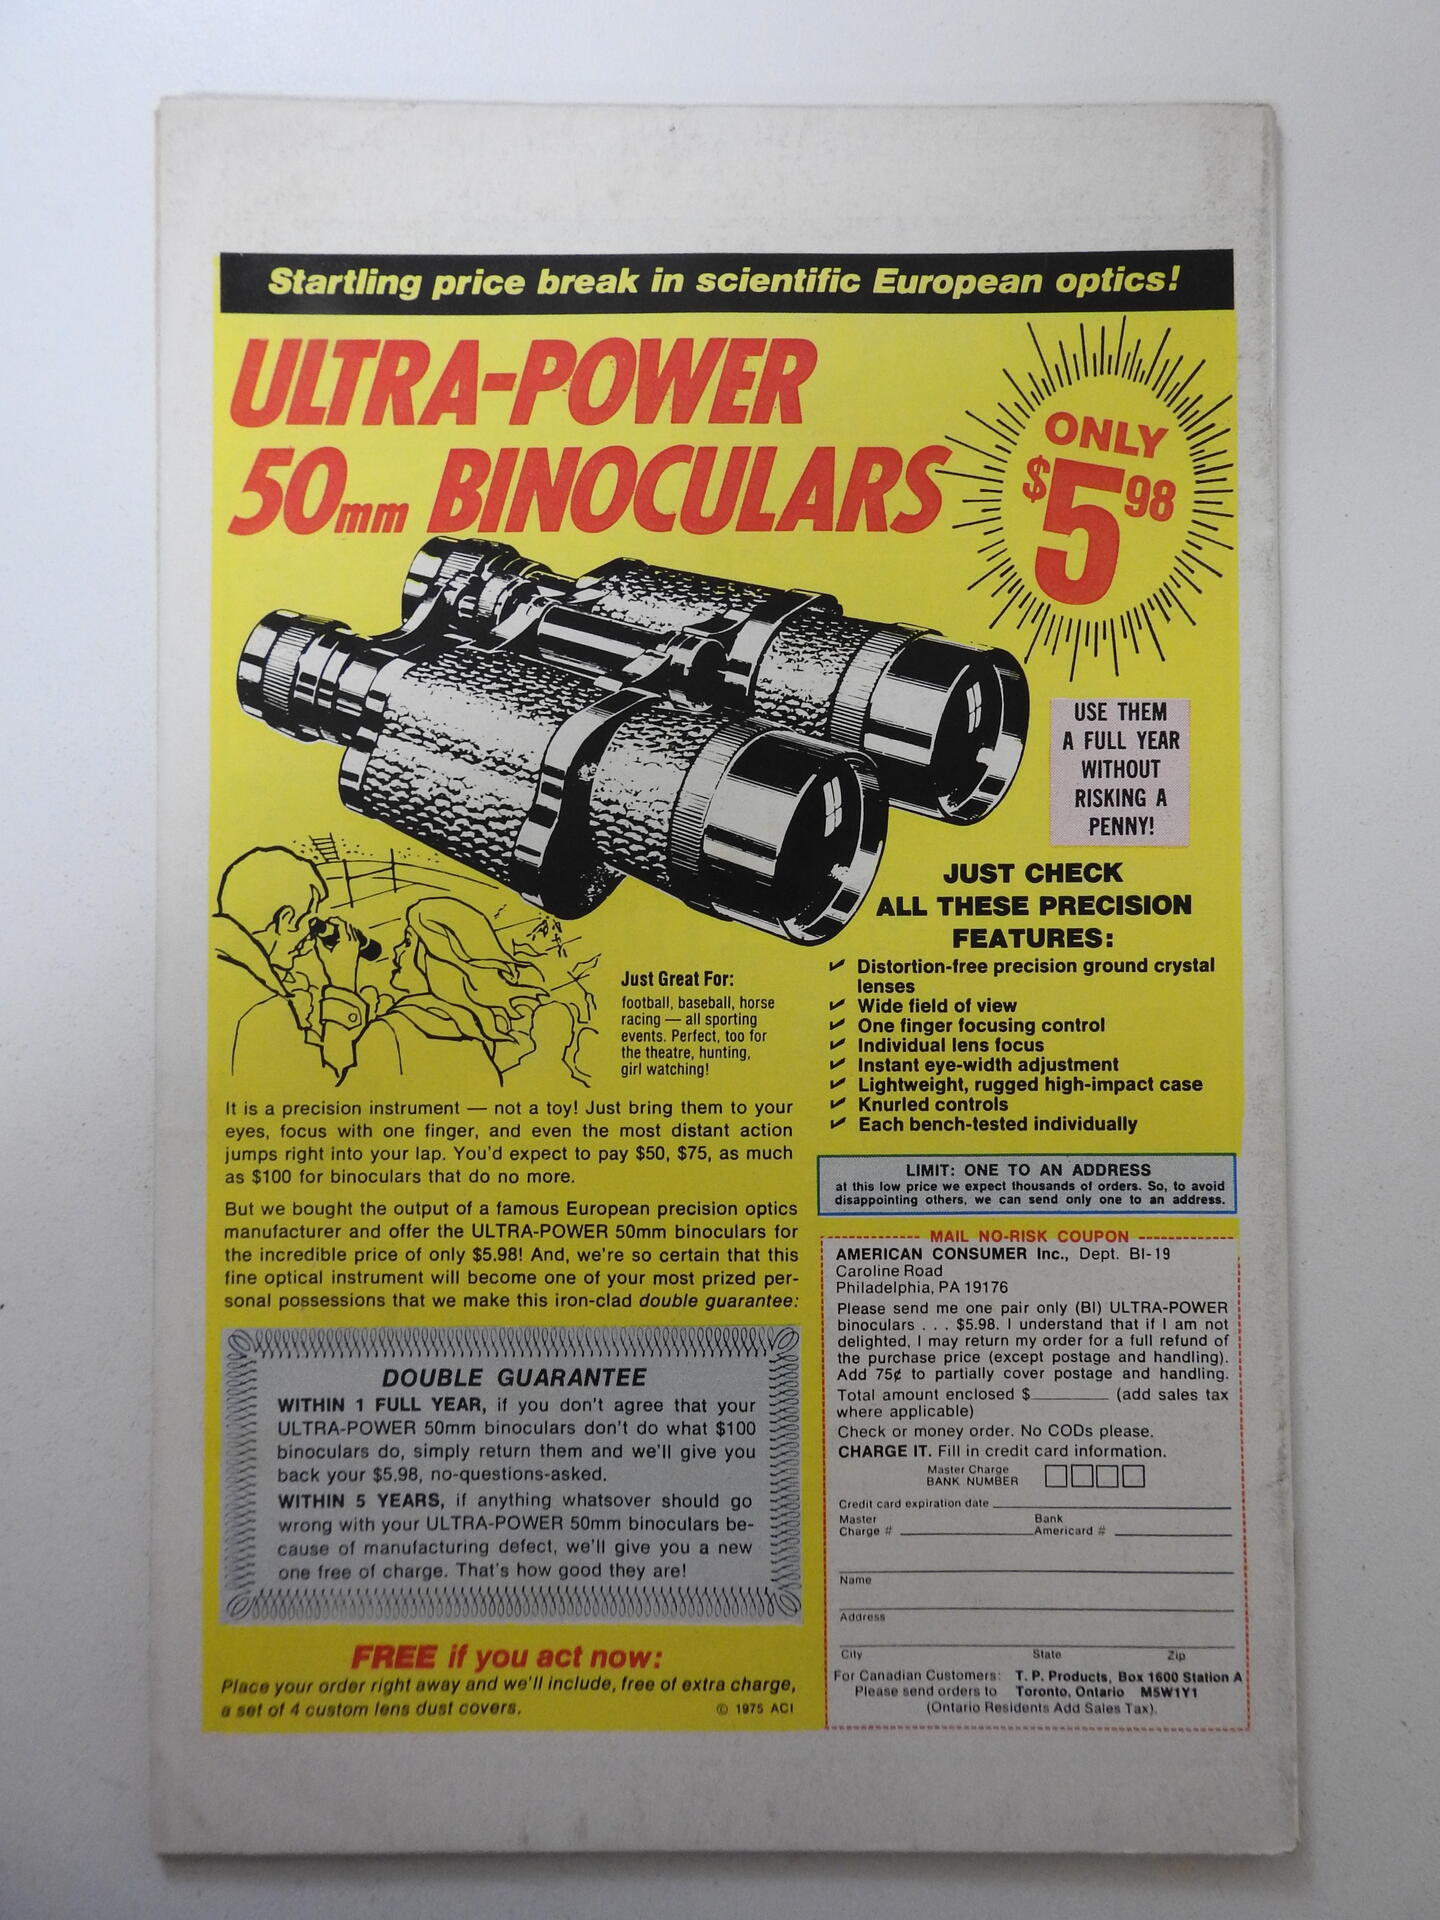 Startling price break in scientific European optics!
ULTRA-POWER
50mm BINOCULARS
ONLY
$5.98
USE THEM
A FULL YEAR
WITHOUT
RISKING A
PENNY!
JUST CHECK
ALL THESE PRECISION
FEATURES:
✓ Distortion-free precision ground crystal
lenses
✓ Wide field of view
✓ One finger focusing control
✓ Individual lens focus
✓ Instant eye-width adjustment
✓ Lightweight, rugged high-impact case
✓ Knurled controls
✓ Each bench-tested individually
Just Great For:
football, baseball, horse
racing — all sporting
events. Perfect, too for
the theatre, hunting,
girl watching!
It is a precision instrument — not a toy! Just bring them to your
eyes, focus with one finger, and even the most distant action
jumps right into your lap. You'd expect to pay $50, $75, as much
as $100 for binoculars that do no more.
But we bought the output of a famous European precision optics
manufacturer and offer the ULTRA-POWER 50mm binoculars for
the incredible price of only $5.98! And, we're so certain that this
fine optical instrument will become one of your most prized per-
sonal possessions that we make this iron-clad double guarantee:
DOUBLE GUARANTEE
WITHIN 1 FULL YEAR, if you don't agree that your
ULTRA-POWER 50mm binoculars don't do what $100
binoculars do, simply return them and we'll give you
back your $5.98, no-questions-asked.
WITHIN 5 YEARS, if anything whatsover should go
wrong with your ULTRA-POWER 50mm binoculars be-
cause of manufacturing defect, we'll give you a new
one free of charge. That's how good they are!
FREE if you act now:
Place your order right away and we'll include, free of extra charge,
a set of 4 custom lens dust covers.
© 1975 ACI
LIMIT: ONE TO AN ADDRESS
at this low price we expect thousands of orders. So, to avoid
disappointing others, we can send only one to an address.
MAIL NO-RISK COUPON
AMERICAN CONSUMER Inc., Dept. BI-19
Caroline Road
Philadelphia, PA 19176
Please send me one pair only (BI) ULTRA-POWER
binoculars . . . $5.98. I understand that if I am not
delighted, I may return my order for a full refund of
the purchase price (except postage and handling).
Add 75¢ to partially cover postage and handling.
Total amount enclosed $________ (add sales tax
where applicable)
Check or money order. No CODs please.
CHARGE IT. Fill in credit card information.
Master Charge
BANK NUMBER
Credit card expiration date
Master
Charge #
Bank
Americard #
Name
Address
City State Zip
For Canadian Customers: T. P. Products, Box 1600 Station A
Please send orders to Toronto, Ontario M5W1Y1
(Ontario Residents Add Sales Tax).